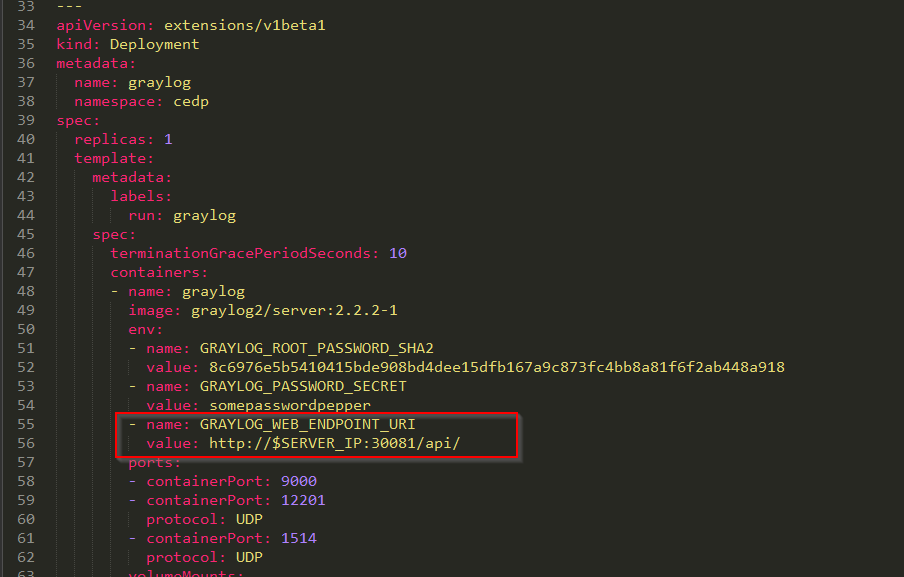 33 ---
34 apiVersion: extensions/v1beta1
35 kind: Deployment
36 metadata:
37 name: graylog
38 namespace: cedp
39 spec:
40 replicas: 1
41 template:
42 metadata:
43 labels:
44 run: graylog
45 spec:
46 terminationGracePeriodSeconds: 10
47 containers:
48 - name: graylog
49 image: graylog2/server:2.2.2-1
50 env:
51 - name: GRAYLOG_ROOT_PASSWORD_SHA2
52 value: 8c6976e5b5410415bde908bd4dee15dfb167a9c873fc4bb8a81f6f2ab448a918
53 - name: GRAYLOG_PASSWORD_SECRET
54 value: somepasswordpepper
55 - name: GRAYLOG_WEB_ENDPOINT_URI
56 value: http://$SERVER_IP:30081/api/
57 ports:
58 - containerPort: 9000
59 - containerPort: 12201
60 protocol: UDP
61 - containerPort: 1514
62 protocol: UDP
63 volumeMounts: